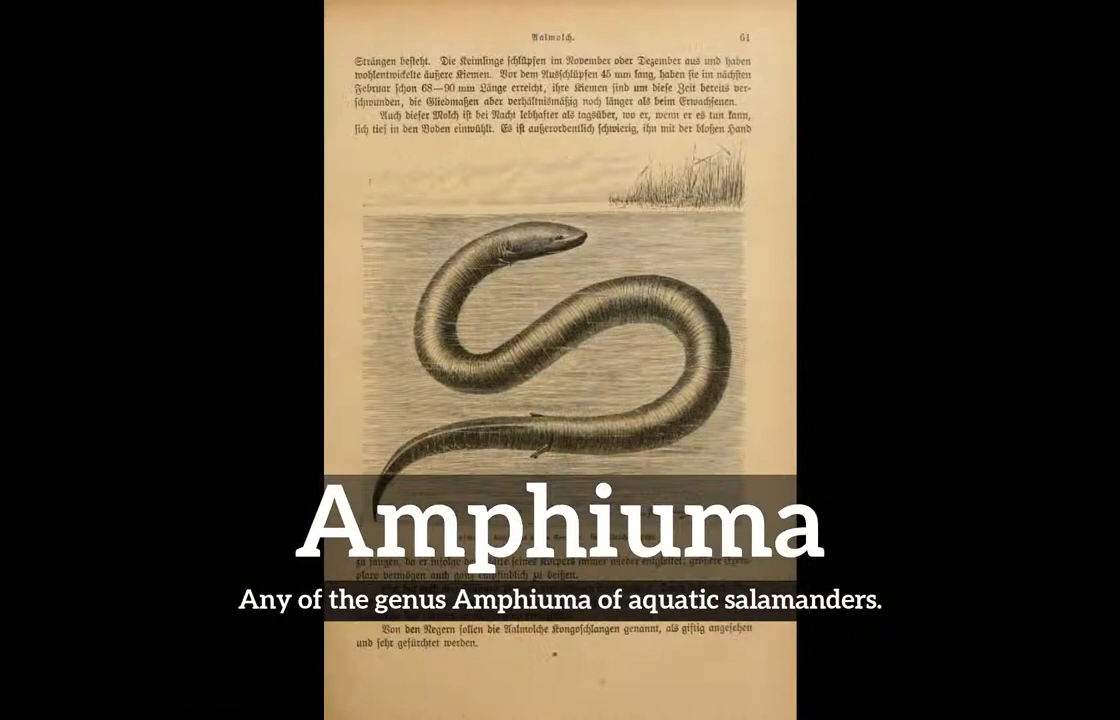 Aalmolch. 61
Strängen besteht. Die Keimlinge schlüpfen im November oder Dezember aus und haben
wohlentwickelte äußere Kiemen. Vor dem Ausschlüpfen 45 mm lang, haben sie im nächsten
Februar schon 68—90 mm Länge erreicht, ihre Kiemen sind um diese Zeit bereits ver-
schwunden, die Gliedmaßen aber verhältnismäßig noch länger als beim Erwachsenen.
Auch dieser Molch ist bei Nacht lebhafter als tagsüber, wo er, wenn er es tun kann,
sich tief in den Boden einwühlt. Es ist außerordentlich schwierig, ihn mit der bloßen Hand
Amphiuma
zu fangen, da er infolge der Glätte seines Körpers immer wieder entgleitet; größere Exem-
plare vermögen auch ganz empfindlich zu beißen.
Any of the genus Amphiuma of aquatic salamanders.
Von den Negern sollen die Aalmolche Kongoschlangen genannt, als giftig angesehen
und sehr gefürchtet werden.